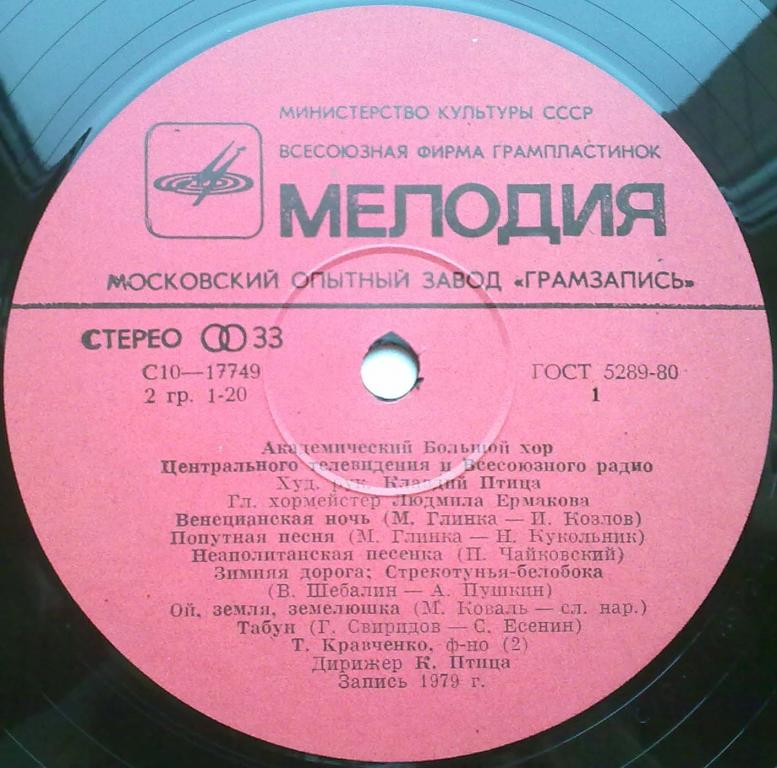 МИНИСТЕРСТВО КУЛЬТУРЫ СССР
ВСЕСОЮЗНАЯ ФИРМА ГРАМПЛАСТИНОК
МЕЛОДИЯ
МОСКОВСКИЙ ОПЫТНЫЙ ЗАВОД «ГРАМЗАПИСЬ»
СТЕРЕО 33
С10—17749 ГОСТ 5289-80
2 гр. 1-20 1
Академический Большой хор
Центрального телевидения и Всесоюзного радио
Худ. рук. Клавдий Птица
Гл. хормейстер Людмила Ермакова
Венецианская ночь (М. Глинка — И. Козлов)
Попутная песня (М. Глинка — Н. Кукольник)
Неаполитанская песенка (П. Чайковский)
Зимняя дорога; Стрекотунья-белобока
(В. Шебалин — А. Пушкин)
Ой, земля, земелюшка (М. Коваль — сл. нар.)
Табун (Г. Свиридов — С. Есенин)
Т. Кравченко, ф-но (2)
Дирижер К. Птица
Запись 1979 г.